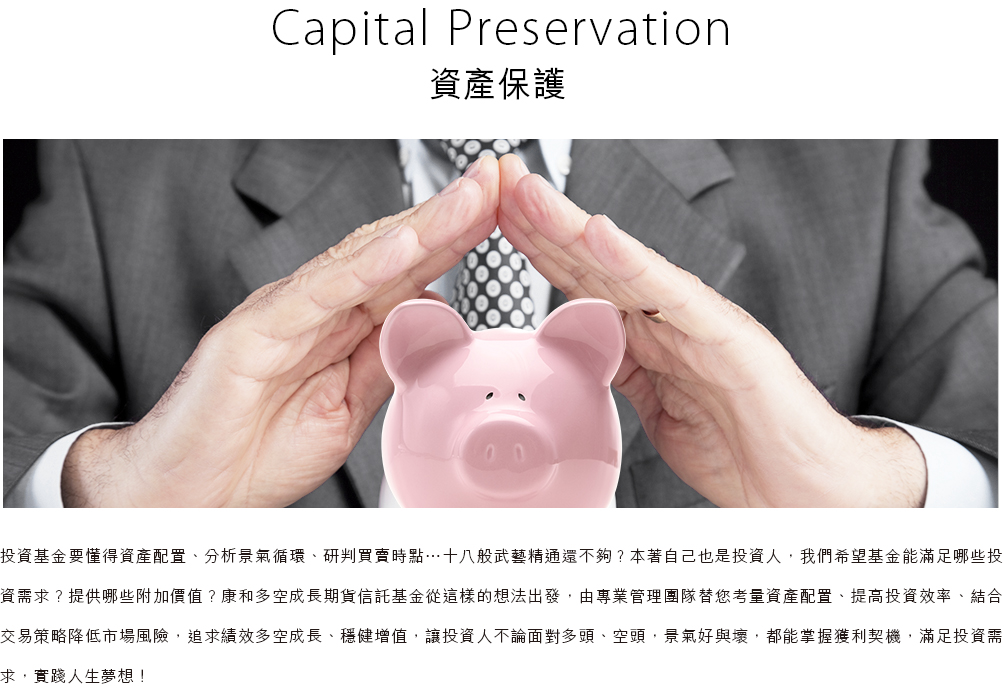 Capital Preservation
資產保護
投資基金要懂得資產配置、分析景氣循環、研判買賣時點…十八般武藝精通還不夠？本著自己也是投資人，我們希望基金能滿足哪些投
資需求？提供哪些附加價值？康和多空成長期貨信託基金從這樣的想法出發，由專業管理團隊替您考量資產配置、提高投資效率、結合
交易策略降低市場風險，追求績效多空成長、穩健增值，讓投資人不論面對多頭、空頭，景氣好與壞，都能掌握獲利契機，滿足投資需
求，實踐人生夢想！